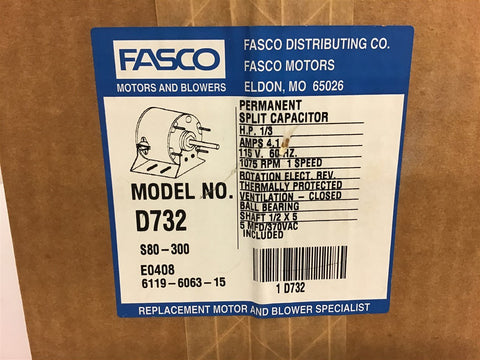 FASCO
MOTORS AND BLOWERS
FASCO DISTRIBUTING CO.
FASCO MOTORS
ELDON, MO 65026
PERMANENT
SPLIT CAPACITOR
H.P. 1/3
AMPS 4.1
115 V. 60 HZ.
1075 RPM 1 SPEED
ROTATION ELECT. REV.
THERMALLY PROTECTED
VENTILATION - CLOSED
BALL BEARING
SHAFT 1/2 X 5
5 MFD/370VAC
INCLUDED
MODEL NO.
D732
S80-300
E0408
6119-6063-15
1 D732
REPLACEMENT MOTOR AND BLOWER SPECIALIST